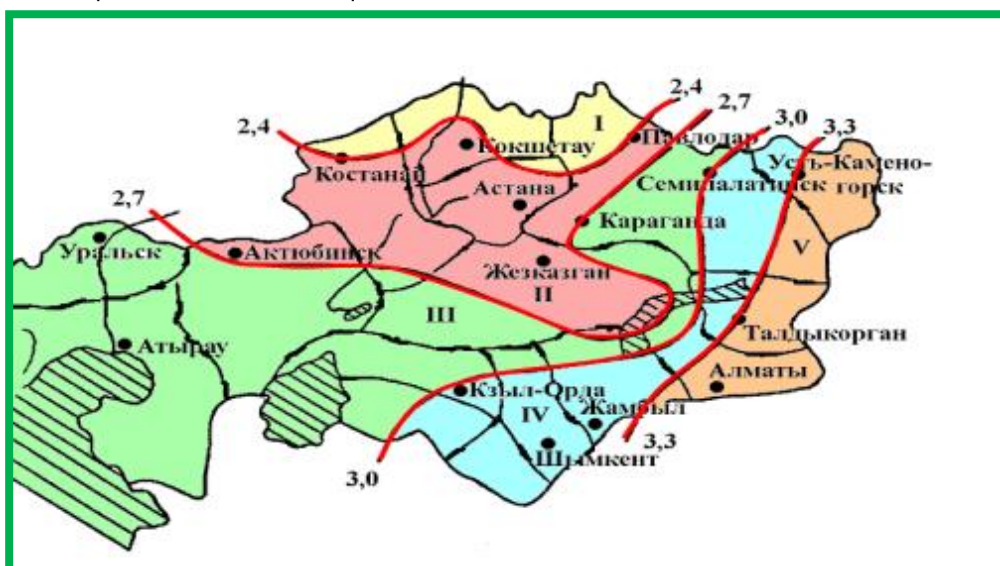 2,4
2,7
2,4
I
Павлодар
3,0
3,3
Кокшетау
Костанай
Усть-Камено-
горск
Астана
Семипалатинск
2,7
Караганда
Уральск
Актюбинск
V
Жезказган
II
III
Талдыкорган
Атырау
Алматы
Кзыл-Орда
IV
Жамбыл
3,3
Шымкент
3,0